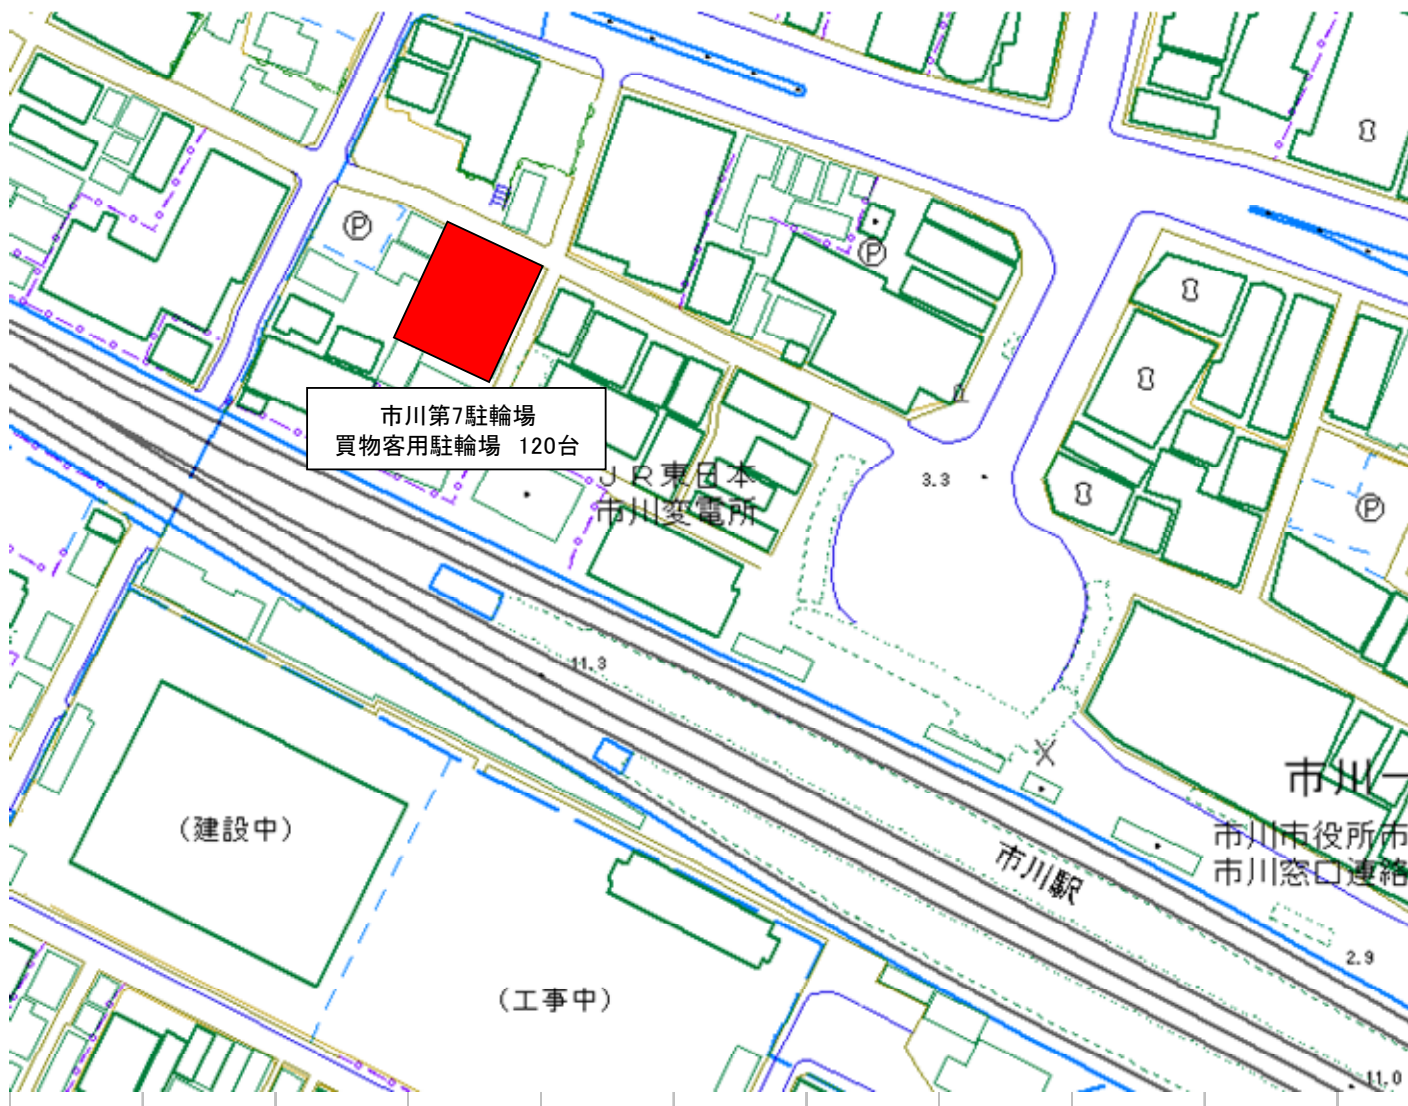 Ⓟ
Ⓟ
市川第7駐輪場
買物客用駐輪場 120台
JR東日本
市川変電所
3.3
Ⓟ
11.3
市川一
市川市役所市
市川窓口連絡
(建設中)
市川駅
2.9
(工事中)
11.0